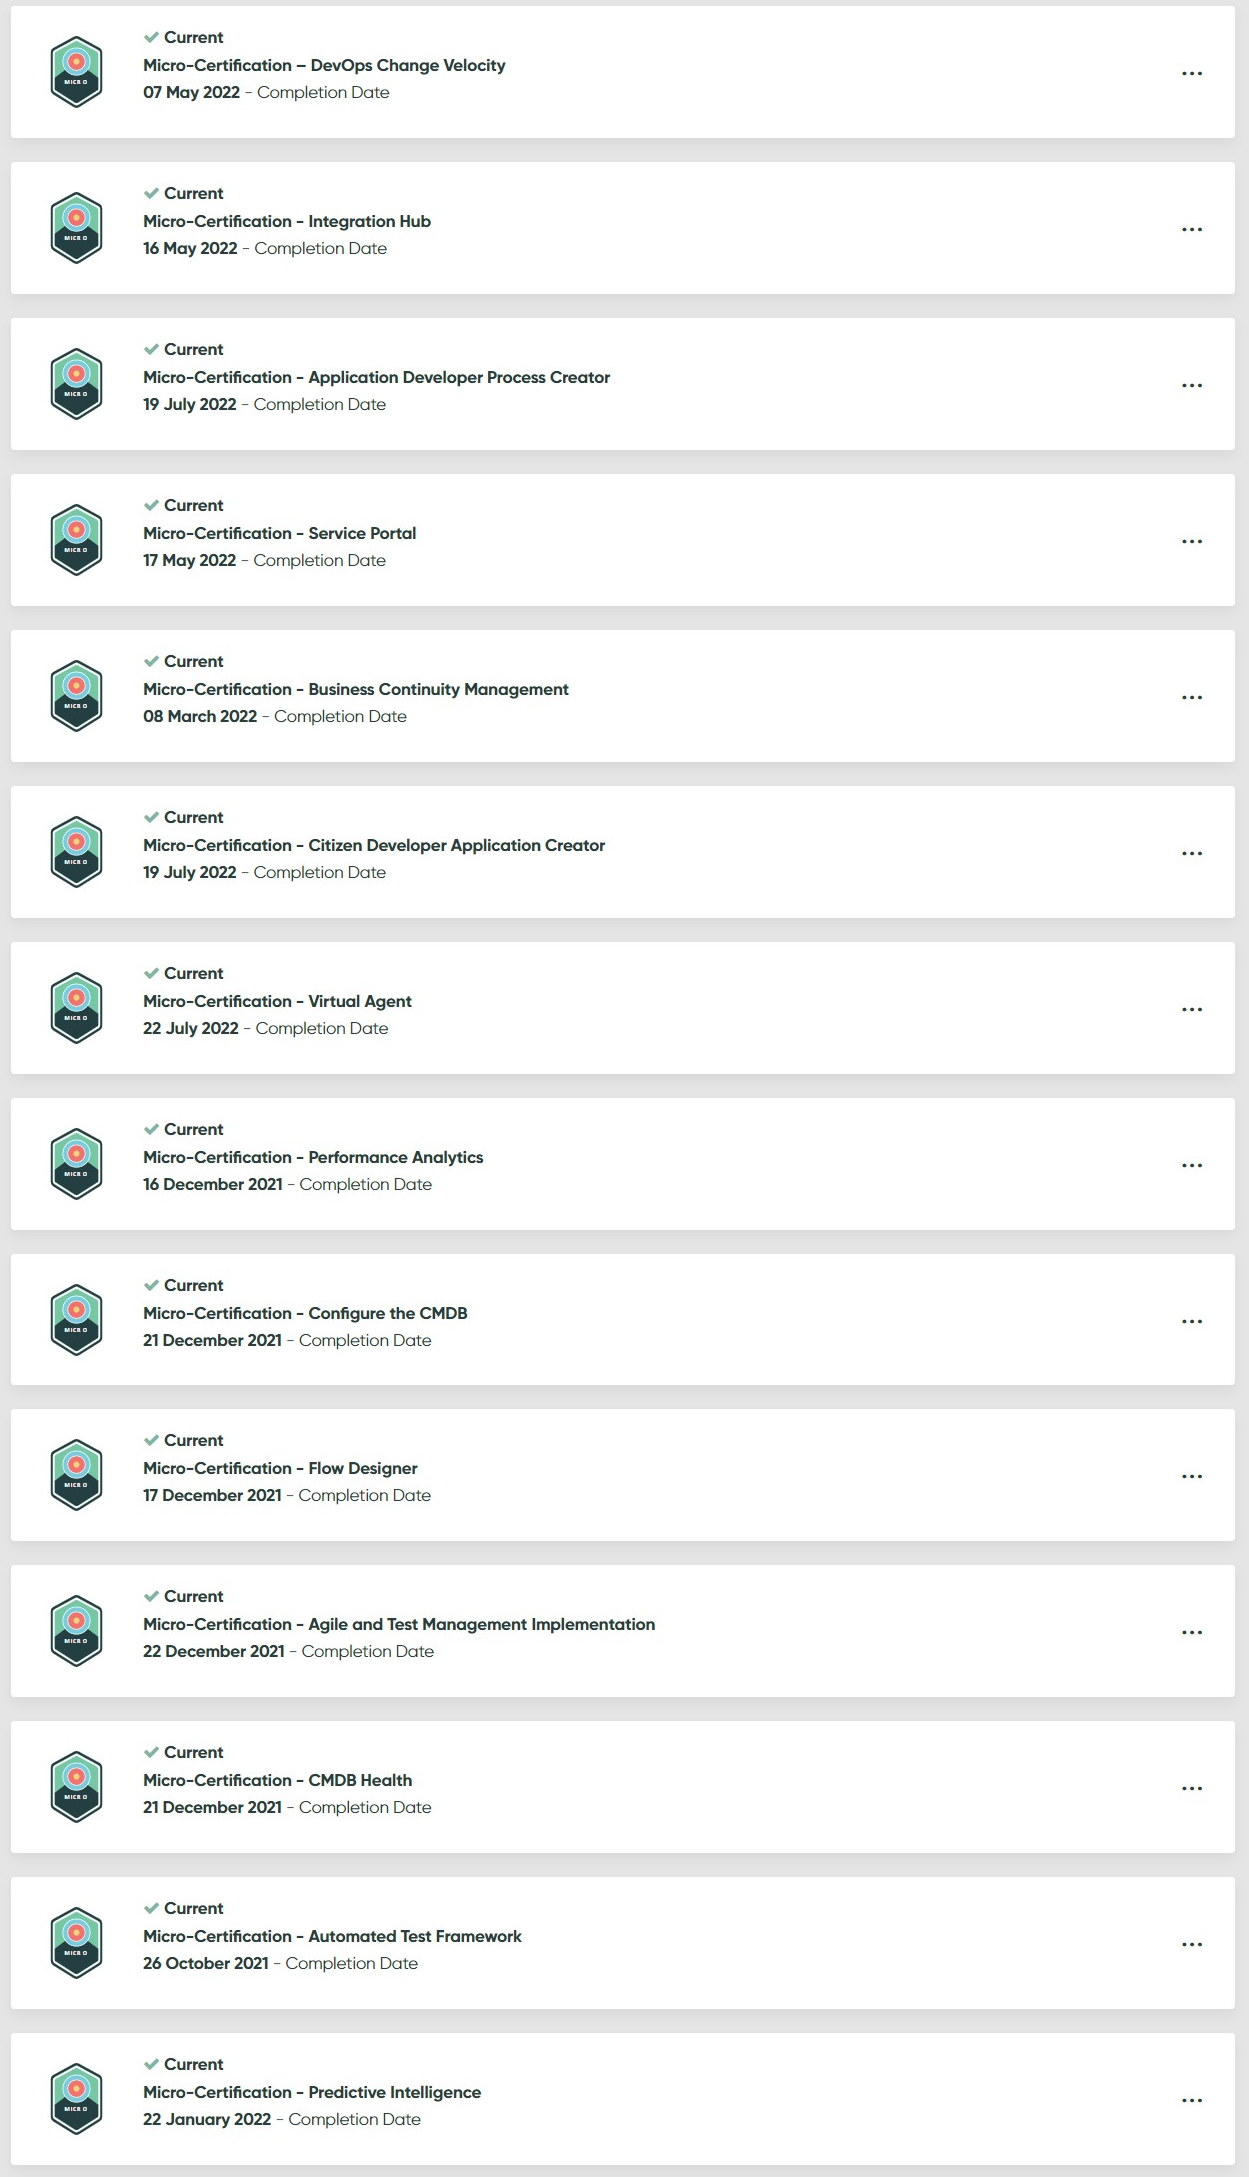 Current
Micro-Certification – DevOps Change Velocity
07 May 2022 - Completion Date
MICRO
Current
Micro-Certification - Integration Hub
16 May 2022 - Completion Date
MICRO
Current
Micro-Certification - Application Developer Process Creator
19 July 2022 - Completion Date
MICRO
Current
Micro-Certification - Service Portal
17 May 2022 - Completion Date
MICRO
Current
Micro-Certification - Business Continuity Management
08 March 2022 - Completion Date
MICRO
Current
Micro-Certification - Citizen Developer Application Creator
19 July 2022 - Completion Date
MICRO
Current
Micro-Certification - Virtual Agent
22 July 2022 - Completion Date
MICRO
Current
Micro-Certification - Performance Analytics
16 December 2021 - Completion Date
MICRO
Current
Micro-Certification - Configure the CMDB
21 December 2021 - Completion Date
MICRO
Current
Micro-Certification - Flow Designer
17 December 2021 - Completion Date
MICRO
Current
Micro-Certification - Agile and Test Management Implementation
22 December 2021 - Completion Date
MICRO
Current
Micro-Certification - CMDB Health
21 December 2021 - Completion Date
MICRO
Current
Micro-Certification - Automated Test Framework
26 October 2021 - Completion Date
MICRO
Current
Micro-Certification - Predictive Intelligence
22 January 2022 - Completion Date
MICRO